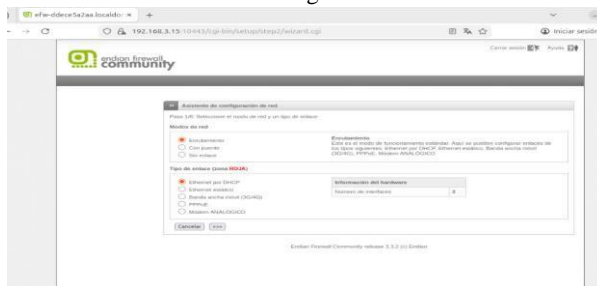 efw-ddece5a2aa.localdor
192.168.3.15:10443/cgi-bin/setup/step2/wizard.cgi
Iniciar sesión
Cerrar sesión Ayuda
endian firewall
community
Asistente de configuración de red
Paso 1/8: Seleccione el modo de red y un tipo de enlace
Modos de red
Enrutamiento
Con puente
Sin enlace
Enrutamiento
Este es el modo de funcionamiento estándar. Aquí se pueden configurar enlaces de
los tipos siguientes: Ethernet por DHCP, Ethernet estático, Banda ancha móvil
(3G/4G), PPPoE, Modem ANALÓGICO
Tipo de enlace (zona ROJA)
Ethernet por DHCP
Ethernet estático
Banda ancha móvil (3G/4G)
PPPoE
Modem ANALÓGICO
Información del hardware
Número de interfaces
Cancelar >>>
Endian Firewall Community release 3.3.2 (c) Endian